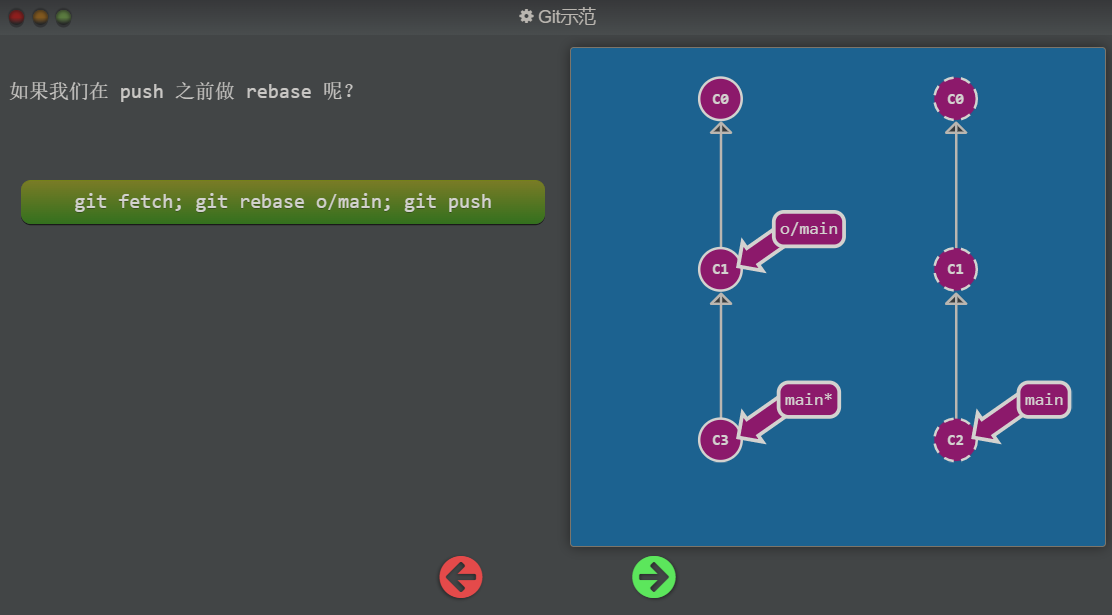 Git示范
如果我们在 push 之前做 rebase 呢？
git fetch; git rebase o/main; git push
C0
C0
o/main
C1
C1
main*
main
C3
C2